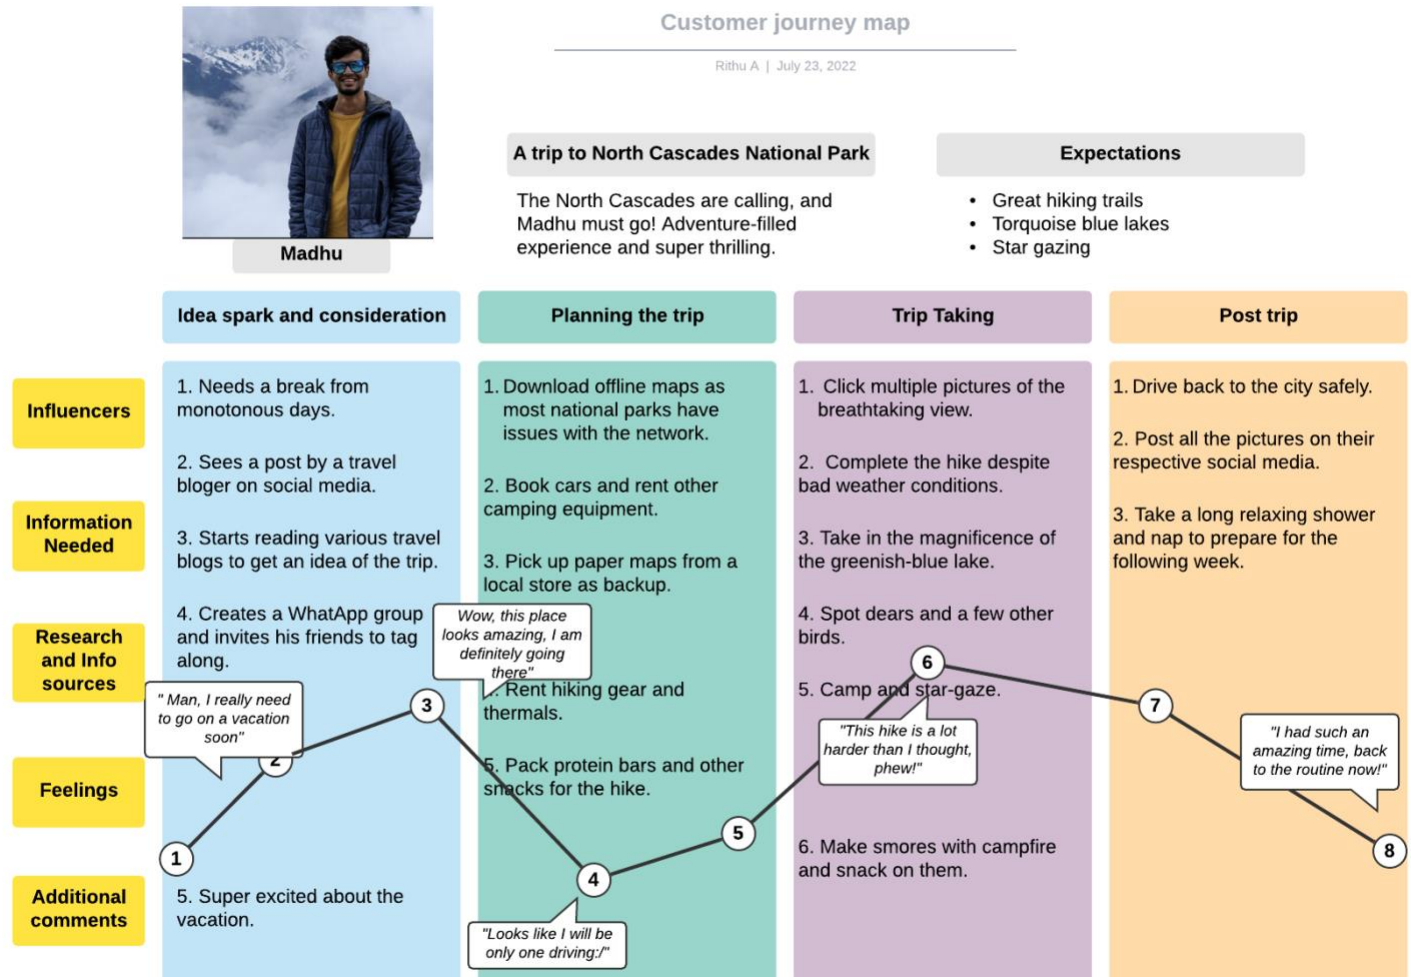 Customer journey map
Rithu A | July 23, 2022
Madhu
A trip to North Cascades National Park
The North Cascades are calling, and
Madhu must go! Adventure-filled
experience and super thrilling.
Expectations
• Great hiking trails
• Torquoise blue lakes
• Star gazing
Idea spark and consideration
Planning the trip
Trip Taking
Post trip
Influencers
Information
Needed
Research
and Info
sources
Feelings
Additional
comments
1. Needs a break from
monotonous days.
2. Sees a post by a travel
bloger on social media.
3. Starts reading various travel
blogs to get an idea of the trip.
4. Creates a WhatApp group
and invites his friends to tag
along.
" Man, I really need
to go on a vacation
soon"
1
2
3
5. Super excited about the
vacation.
1. Download offline maps as
most national parks have
issues with the network.
2. Book cars and rent other
camping equipment.
3. Pick up paper maps from a
local store as backup.
Wow, this place
looks amazing, I am
definitely going
there"
4. Rent hiking gear and
thermals.
5. Pack protein bars and other
snacks for the hike.
4
5
"Looks like I will be
only one driving:/"
1. Click multiple pictures of the
breathtaking view.
2. Complete the hike despite
bad weather conditions.
3. Take in the magnificence of
the greenish-blue lake.
4. Spot dears and a few other
birds.
6
5. Camp and star-gaze.
"This hike is a lot
harder than I thought,
phew!"
6. Make smores with campfire
and snack on them.
1. Drive back to the city safely.
2. Post all the pictures on their
respective social media.
3. Take a long relaxing shower
and nap to prepare for the
following week.
7
"I had such an
amazing time, back
to the routine now!"
8